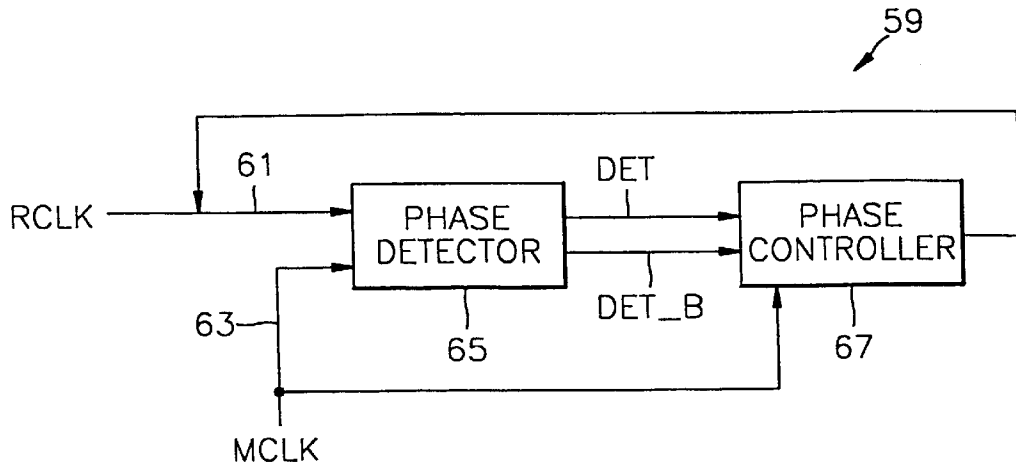 59
61
DET
RCLK
PHASE
DETECTOR
PHASE
CONTROLLER
DET_B
63
65
67
MCLK